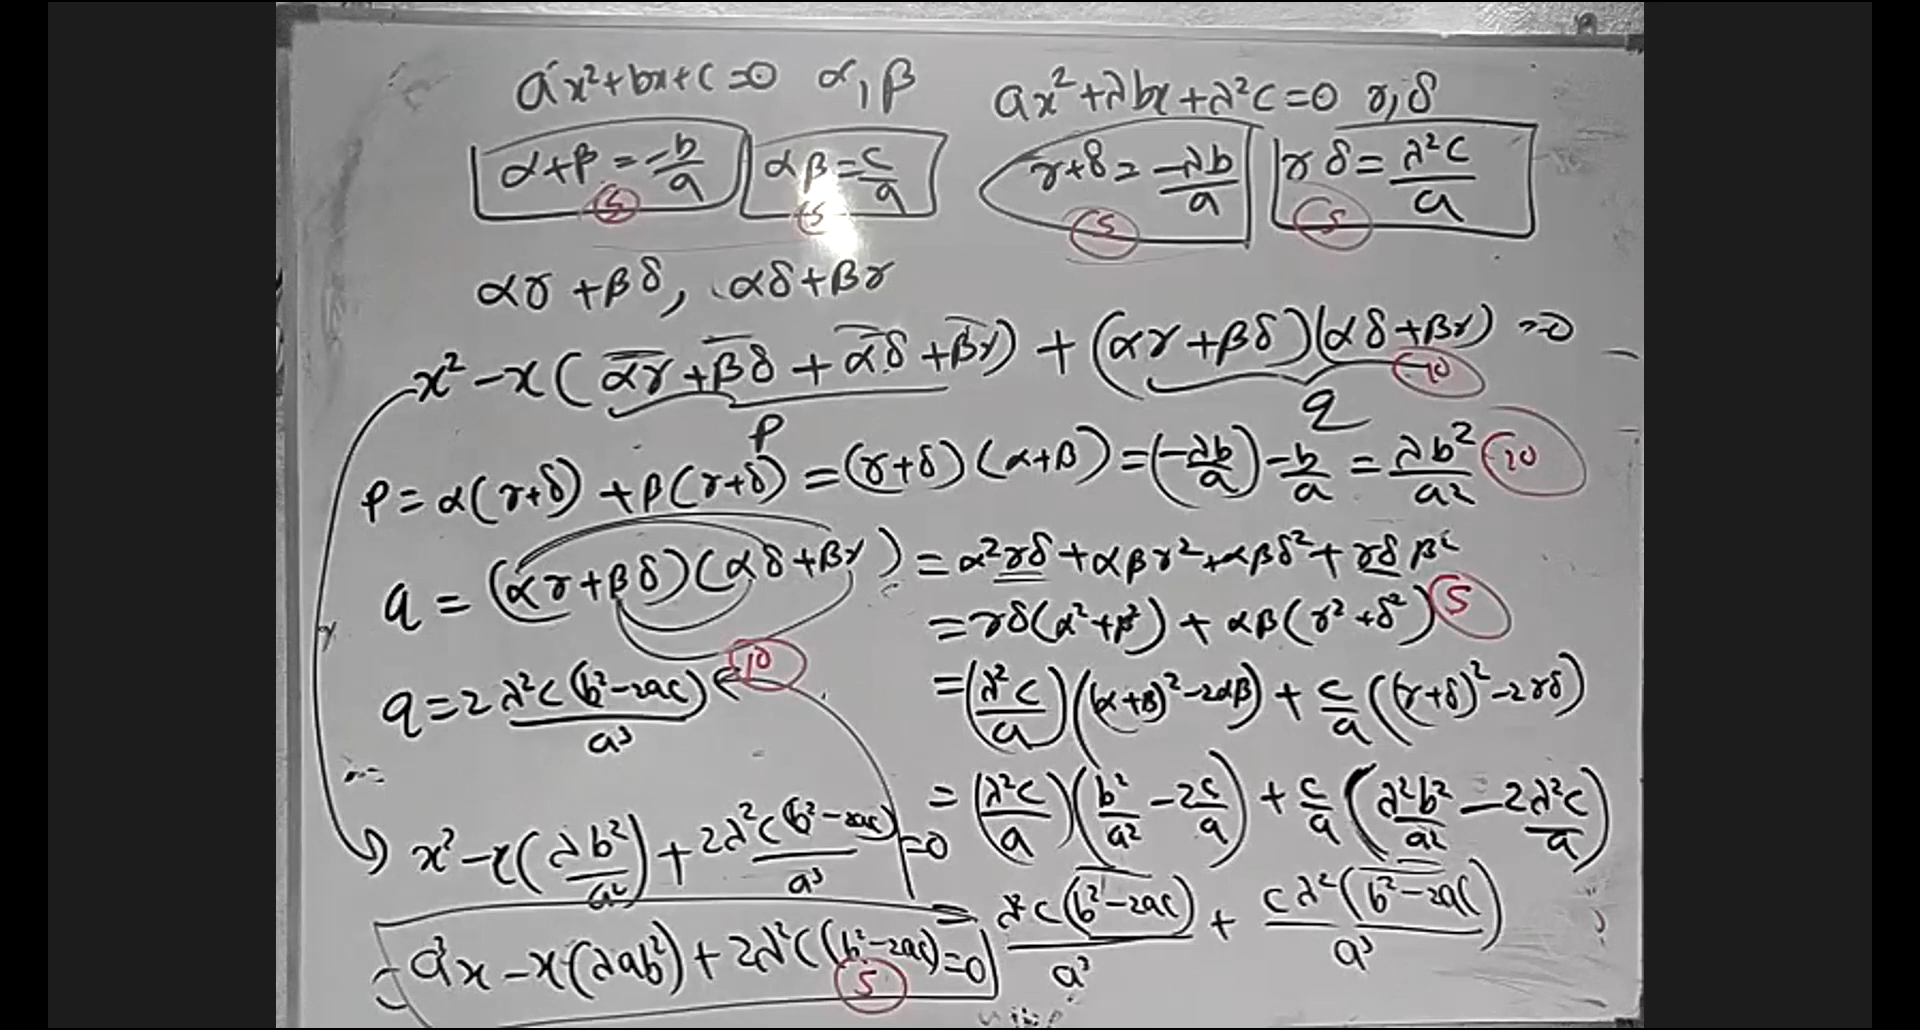 ax²+bx+c=0 α,β
ax²+λbx+λ²c=0 γ,δ
α+β=-b/a (5) αβ=c/a (5)
γ+δ=-λb/a (5) γδ=λ²c/a (5)
αγ+βδ, αδ+βγ
x²-x(αγ+βδ+αδ+βγ)+(αγ+βδ)(αδ+βγ)=0 (10)
p q
p=α(γ+δ)+β(γ+δ)=(γ+δ)(α+β)=(-λb/a)-b/a=λb²/a² (10)
q=(αγ+βδ)(αδ+βγ)=α²γδ+αβγ²+αβδ²+γδβ²
=γδ(α²+β²)+αβ(γ²+δ²) (5)
=(λ²c/a)((α+β)²-2αβ)+c/a((γ+δ)²-2γδ)
=(λ²c/a)(b²/a²-2c/a)+c/a(λ²b²/a²-2λ²c/a)
=λ²c(b²-2ac)/a³+cλ²(b²-2ac)/a³)
q=2λ²c(b²-2ac)/a³ (10)
x²-x(λb²/a²)+2λ²c(b²-2ac)/a³=0
=a³x-x(λab²)+2λ²c(b²-2ac)=0 (5)